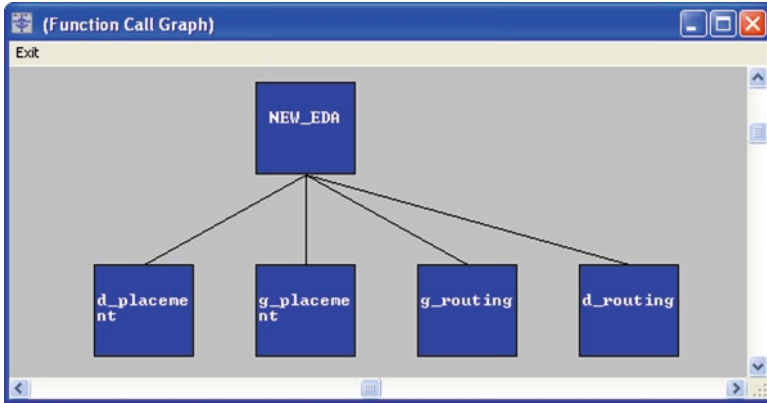 (Function Call Graph)
Exit
NEW_EDA
d_placeme
nt
g_placeme
nt
g_routing
d_routing